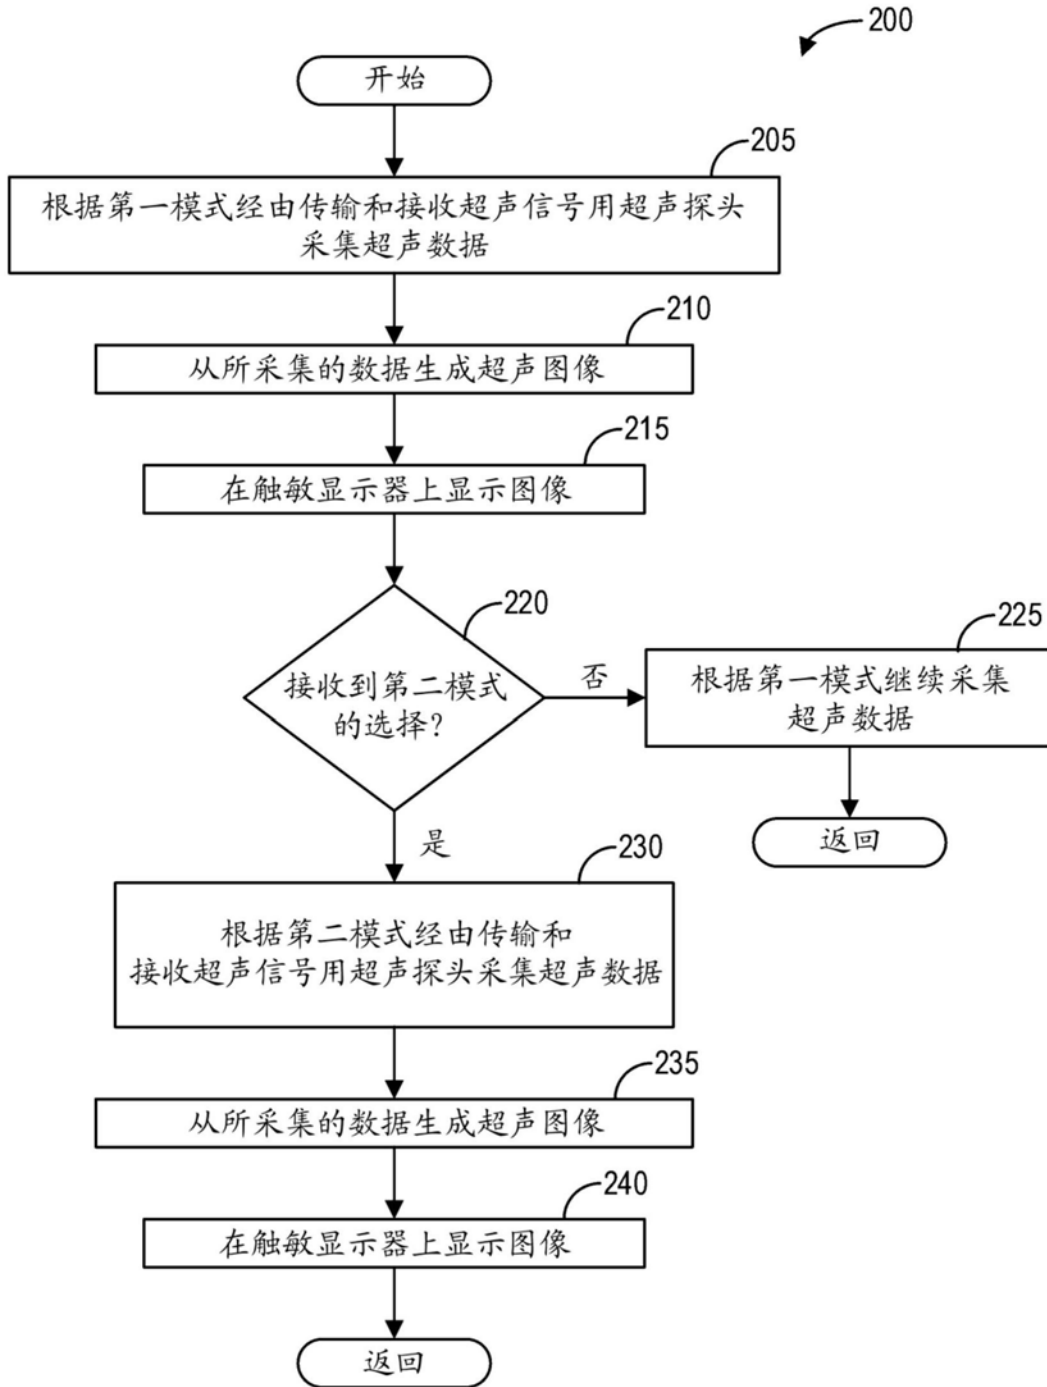 200
开始
205
根据第一模式经由传输和接收超声信号用超声探头
采集超声数据
210
从所采集的数据生成超声图像
215
在触敏显示器上显示图像
220
接收到第二模式
的选择?
否
225
根据第一模式继续采集
超声数据
返回
是
230
根据第二模式经由传输和
接收超声信号用超声探头采集超声数据
235
从所采集的数据生成超声图像
240
在触敏显示器上显示图像
返回